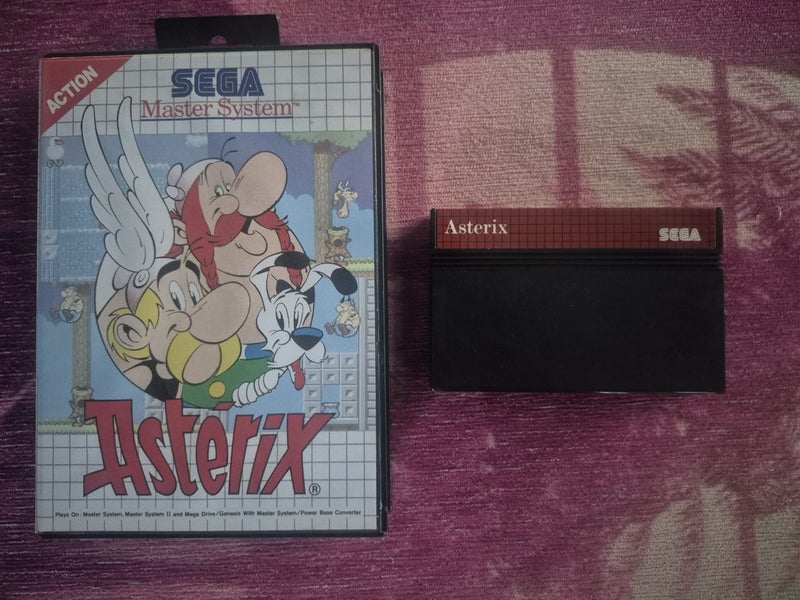 ACTION
SEGA
Master System™
Asterix®
Plays On: Master System, Master System II and Mega Drive/Genesis With Master System/Power Base Converter
Asterix
SEGA